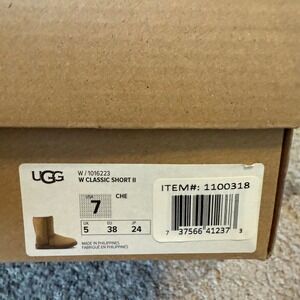 UGG
W / 1016223
W CLASSIC SHORT II
USA
7
CHE
UK EU JP
5 38 24
MADE IN PHILIPPINES
FABRIQUÉ EN PHILIPPINES
ITEM#: 1100318
7 37566 41237 3